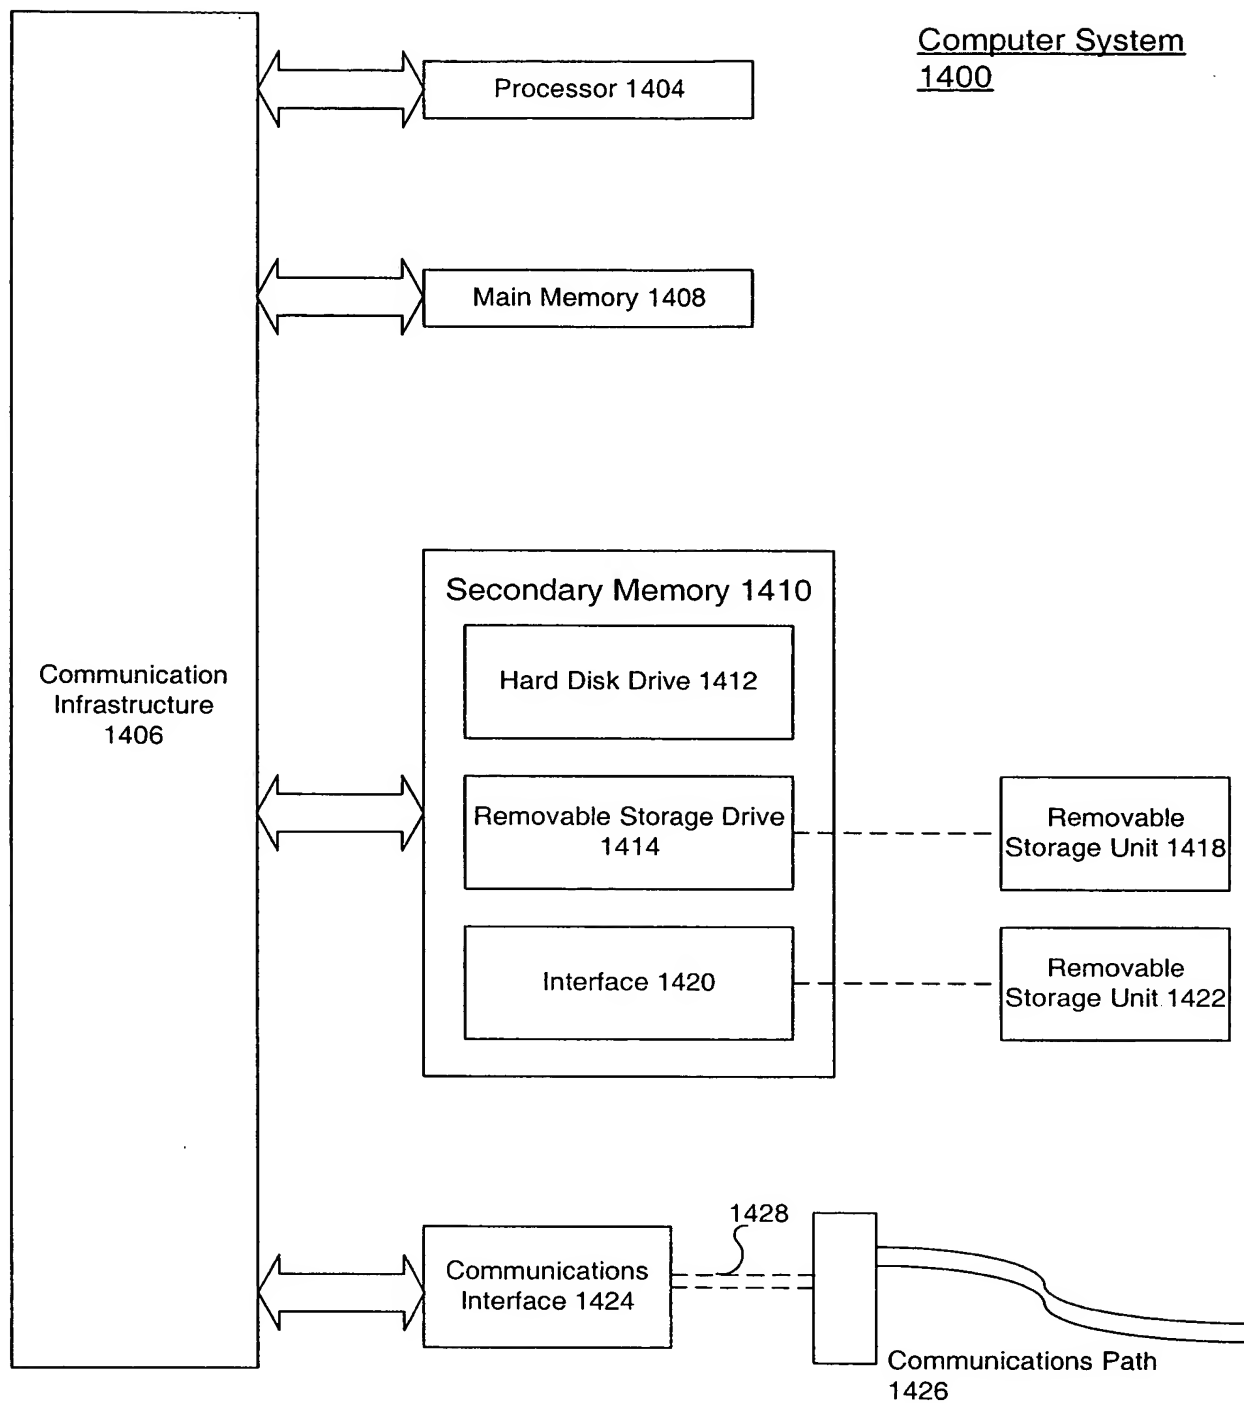 Computer System
1400
Processor 1404
Main Memory 1408
Secondary Memory 1410
Hard Disk Drive 1412
Communication
Infrastructure
1406
Removable Storage Drive
1414
Removable
Storage Unit 1418
Interface 1420
Removable
Storage Unit 1422
1428
Communications
Interface 1424
Communications Path
1426